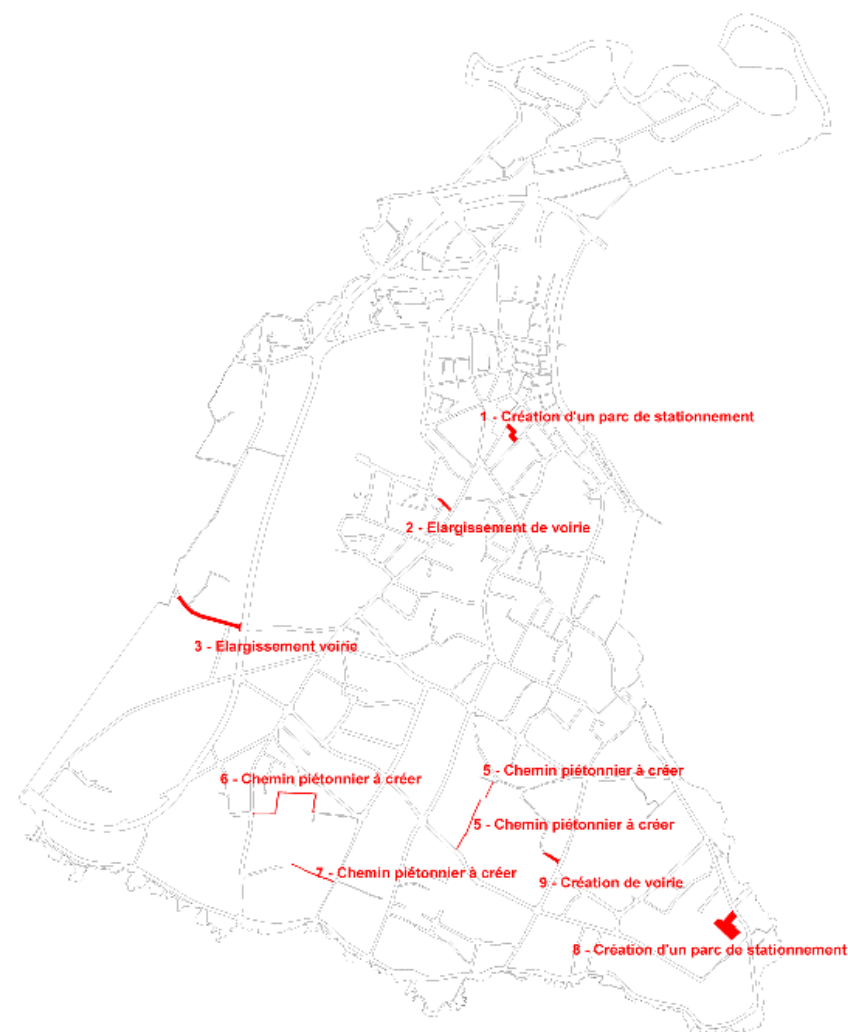 1 - Création d'un parc de stationnement
2 - Elargissement de voirie
3 - Elargissement voirie
5 - Chemin piétonnier à créer
6 - Chemin piétonnier à créer
5 - Chemin piétonnier à créer
7 - Chemin piétonnier à créer
9 - Création de voirie
8 - Création d'un parc de stationnement